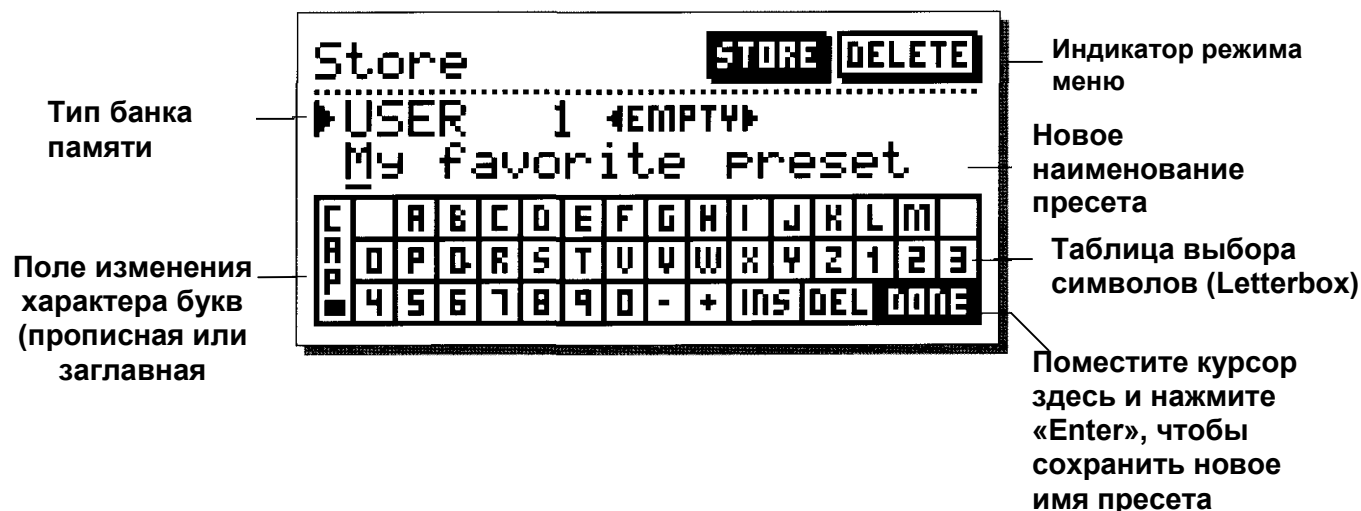 Store STORE DELETE
USER 1 ◀EMPTY▶
My favorite preset
CAP A B C D E F G H I J K L M
O P Q R S T U V W X Y Z 1 2 3
4 5 6 7 8 9 0 - + INS DEL DONE
Тип банка
памяти
Поле изменения
характера букв
(прописная или
заглавная
Индикатор режима
меню
Новое
наименование
пресета
Таблица выбора
символов (Letterbox)
Поместите курсор
здесь и нажмите
«Enter», чтобы
сохранить новое
имя пресета